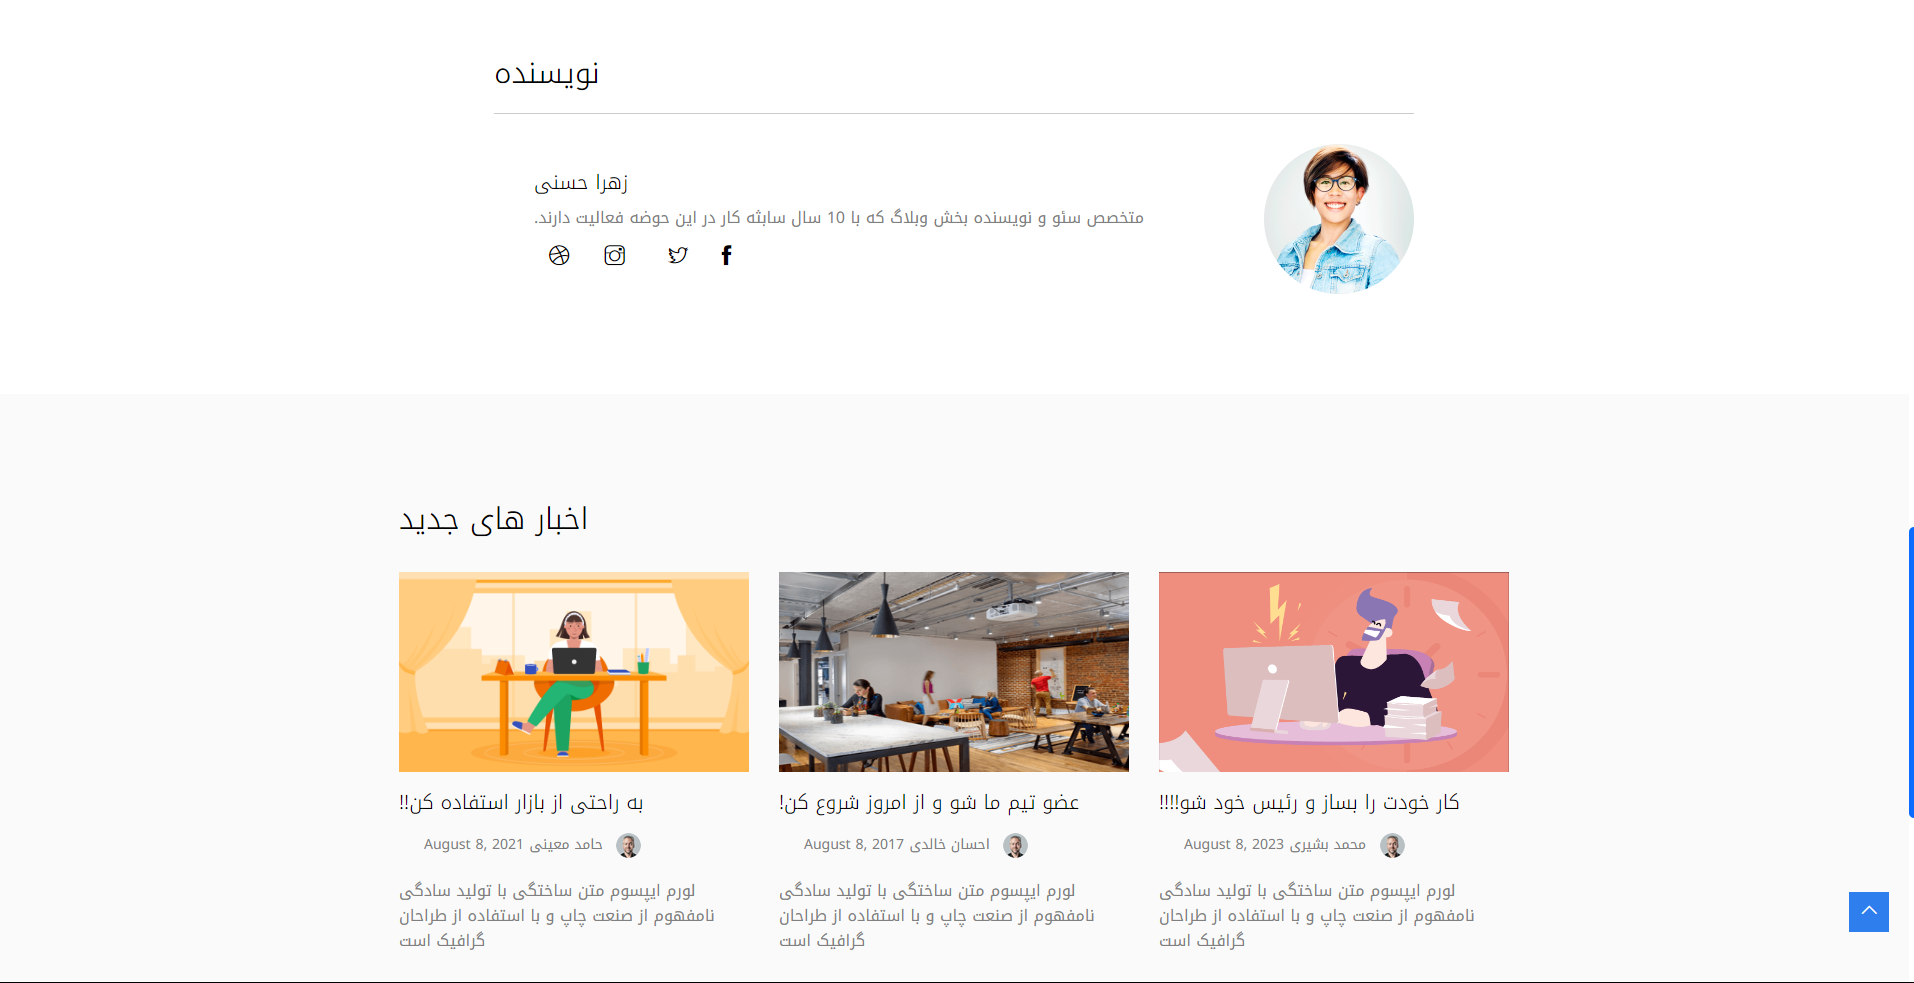 نویسنده
زهرا حسنی
متخصص سئو و نویسنده بخش وبلاگ که با 10 سال سابثه کار در این حوضه فعالیت دارند.
اخبار های جدید
کار خودت را بساز و رئیس خود شو!!!!
محمد بشیری August 8, 2023
لورم ایپسوم متن ساختگی با تولید سادگی
نامفهوم از صنعت چاپ و با استفاده از طراحان
گرافیک است
عضو تیم ما شو و از امروز شروع کن!
احسان خالدی August 8, 2017
لورم ایپسوم متن ساختگی با تولید سادگی
نامفهوم از صنعت چاپ و با استفاده از طراحان
گرافیک است
به راحتی از بازار استفاده کن!!
حامد معینی August 8, 2021
لورم ایپسوم متن ساختگی با تولید سادگی
نامفهوم از صنعت چاپ و با استفاده از طراحان
گرافیک است